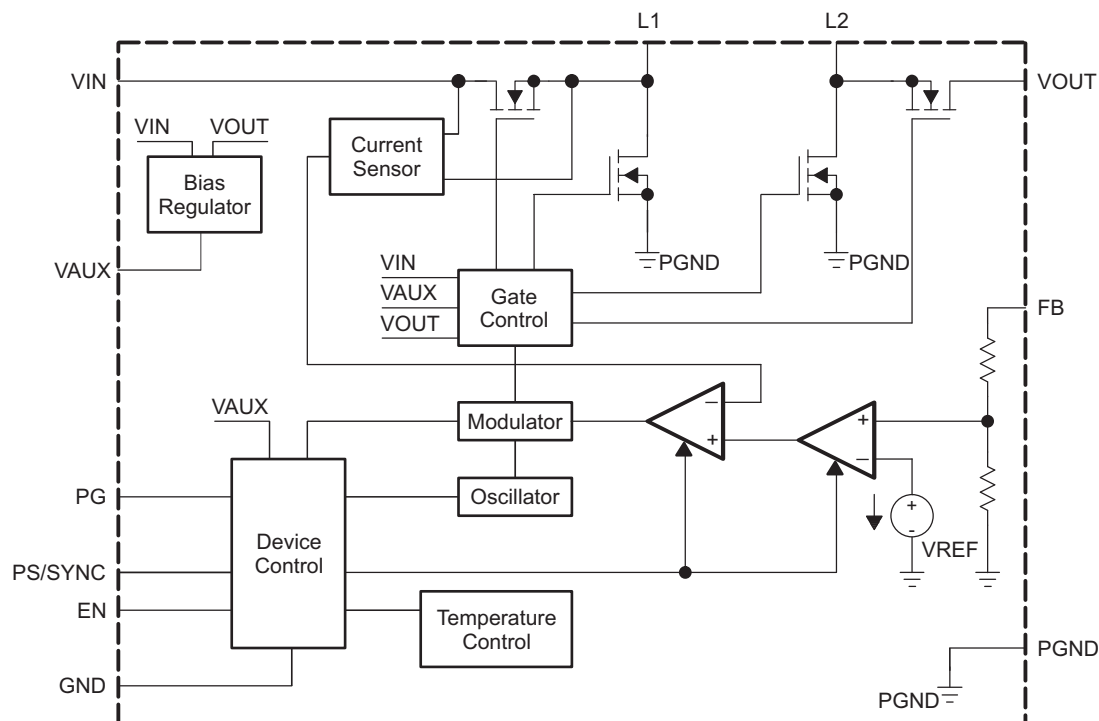 L1
L2
VIN
VOUT
VIN
VOUT
Current
Sensor
Bias
Regulator
VAUX
PGND
PGND
VIN
VAUX
VOUT
Gate
Control
FB
VAUX
Modulator
−
+
+
−
PG
Oscillator
+
-
VREF
Device
Control
PS/SYNC
EN
Temperature
Control
PGND
GND
PGND